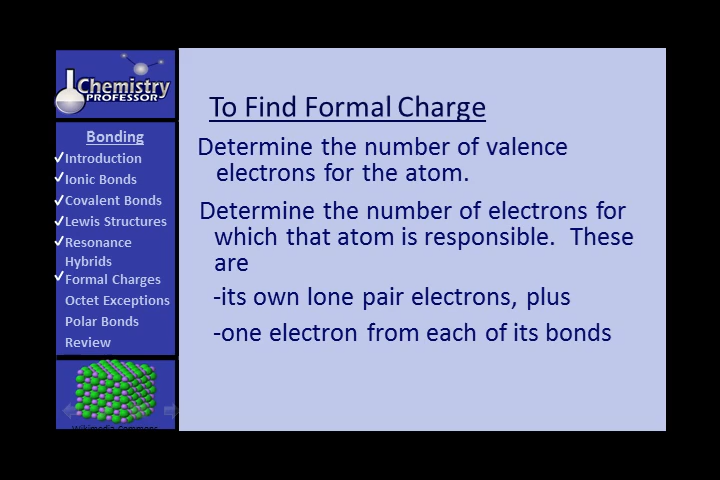 Chemistry
PROFESSOR
Bonding
✓Introduction
✓Ionic Bonds
✓Covalent Bonds
✓Lewis Structures
✓Resonance
Hybrids
✓Formal Charges
Octet Exceptions
Polar Bonds
Review
Wikimedia Commons
To Find Formal Charge
Determine the number of valence
electrons for the atom.
Determine the number of electrons for
which that atom is responsible. These
are
-its own lone pair electrons, plus
-one electron from each of its bonds